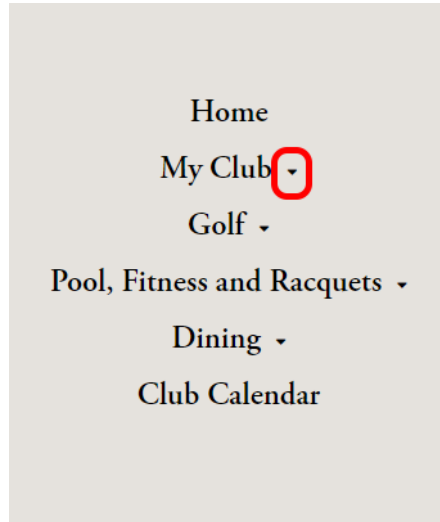 Home
My Club
Golf
Pool, Fitness and Racquets
Dining
Club Calendar